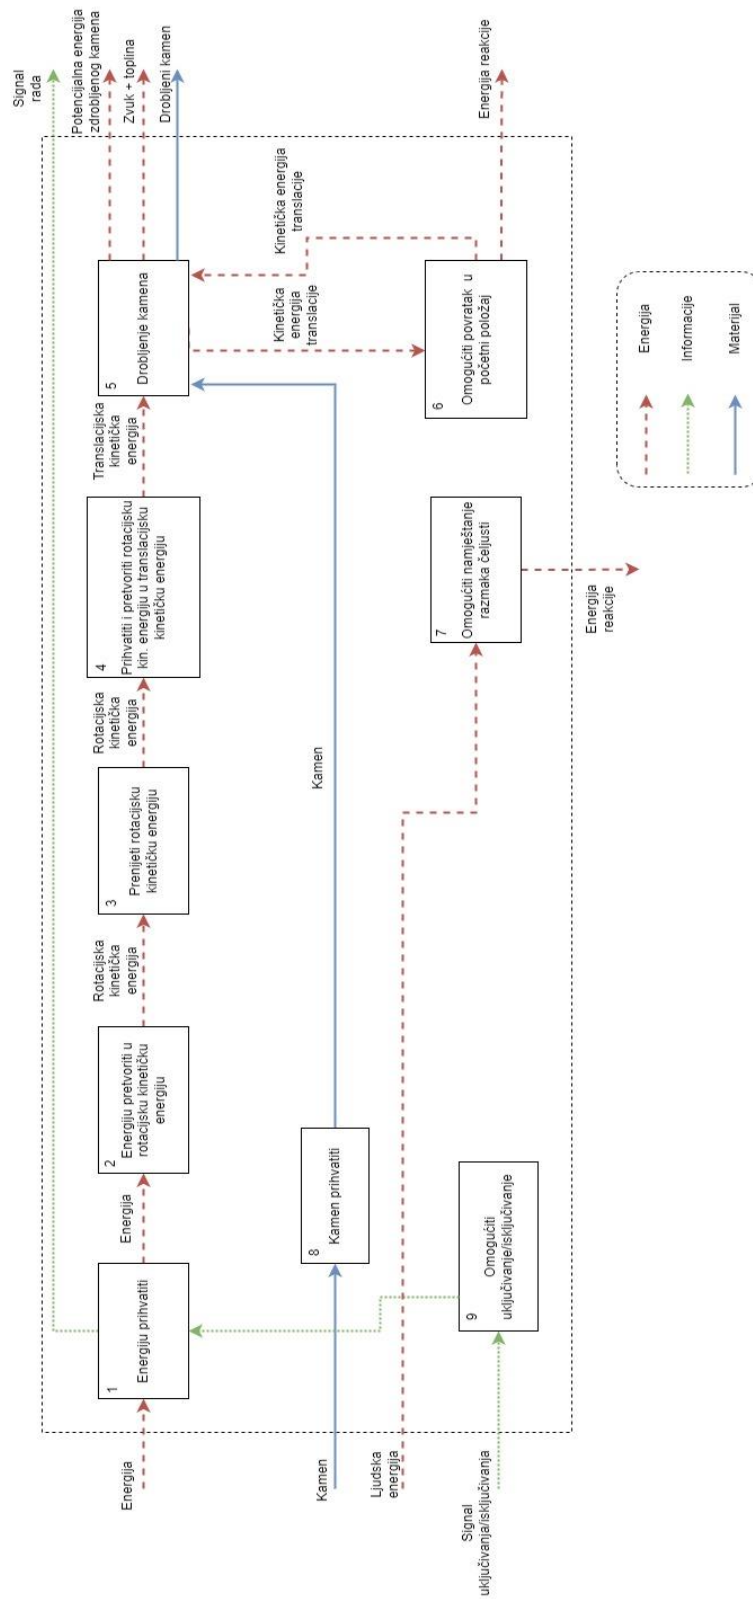 Signal
rada
Potencijalna energija
zdrobljenog kamena
Zvuk + toplina
Drobljeni kamen
Energija
1
Energiju prihvatiti
Energija
2
Energiju pretvoriti u
rotacijsku kinetičku
energiju
Rotacijska
kinetička
energija
3
Prenijeti rotacijsku
kinetičku energiju
Rotacijska
kinetička
energija
4
Prihvatiti i pretvoriti rotacijsku
kin. energiju u translacijsku
kinetičku energiju
Translacijska
kinetička
energija
5
Drobljenje kamena
Kinetička
energija
translacije
Kinetička energija
translacije
Kamen
8
Kamen prihvatiti
Kamen
Ljudska
energija
7
Omogućiti namještanje
razmaka čeljusti
Energija
reakcije
6
Omogućiti povratak u
početni položaj
Energija reakcije
Signal
uključivanja/isključivanja
9
Omogućiti
uključivanje/isključivanje
Energija
Informacije
Materijal